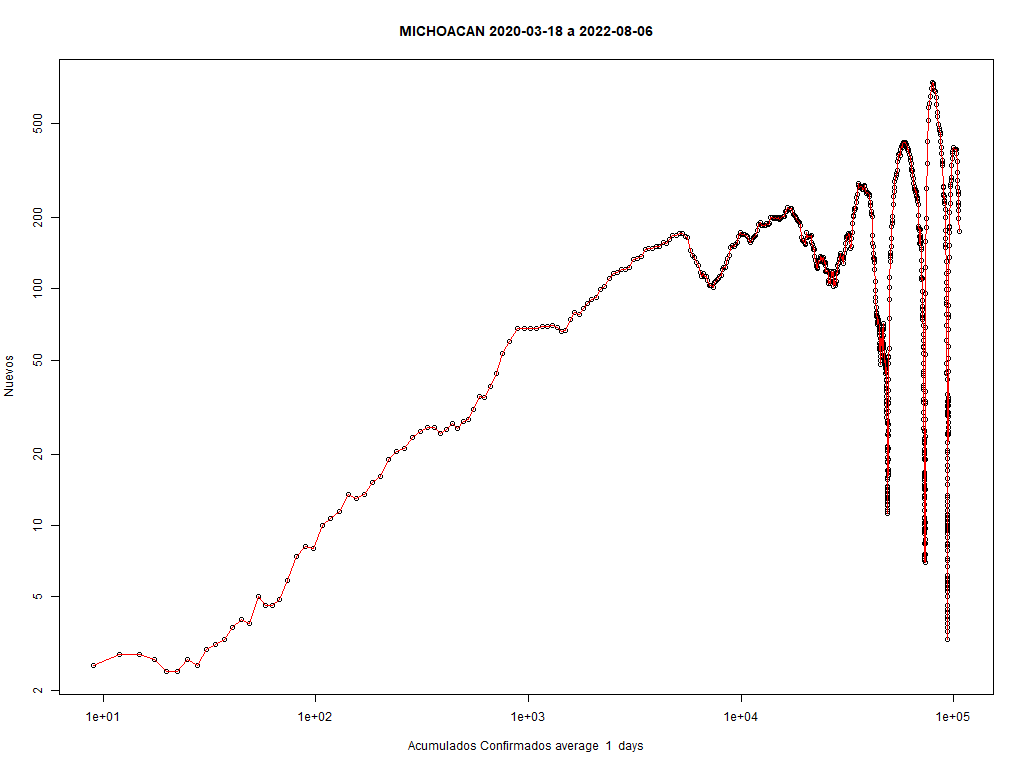 MICHOACAN 2020-03-18 a 2022-08-06
Nuevos
500
200
100
50
20
10
5
2
1e+01
1e+02
1e+03
1e+04
1e+05
Acumulados Confirmados average 1 days